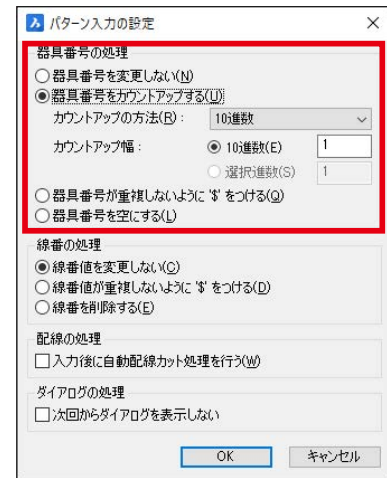 パターン入力の設定
器具番号の処理
器具番号を変更しない(N)
器具番号をカウントアップする(U)
カウントアップの方法(R): 10進数
カウントアップ幅: 10進数(E) 1
選択進数(S) 1
器具番号が重複しないように '$' をつける(Q)
器具番号を空にする(L)
線番の処理
線番値を変更しない(C)
線番値が重複しないように '$' をつける(D)
線番を削除する(E)
配線の処理
入力後に自動配線カット処理を行う(W)
ダイアログの処理
次回からダイアログを表示しない
OK キャンセル